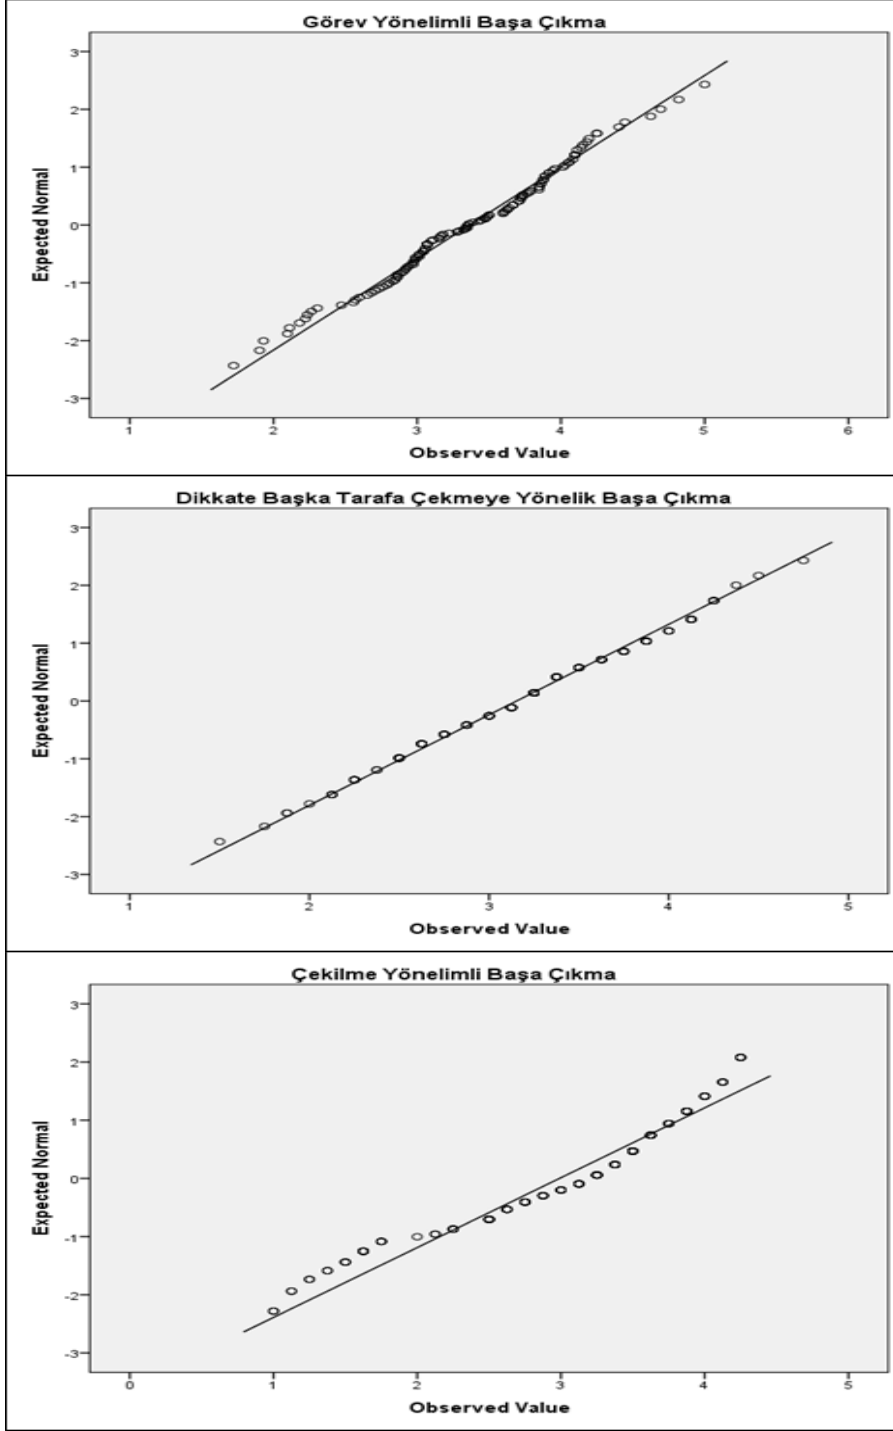 Görev Yönelimli Başa Çıkma
3
2
1
0
-1
-2
-3
Expected Normal
1 2 3 4 5 6
Observed Value
Dikkate Başka Tarafa Çekmeye Yönelik Başa Çıkma
3
2
1
0
-1
-2
-3
Expected Normal
1 2 3 4 5
Observed Value
Çekilme Yönelimli Başa Çıkma
3
2
1
0
-1
-2
-3
Expected Normal
0 1 2 3 4 5
Observed Value